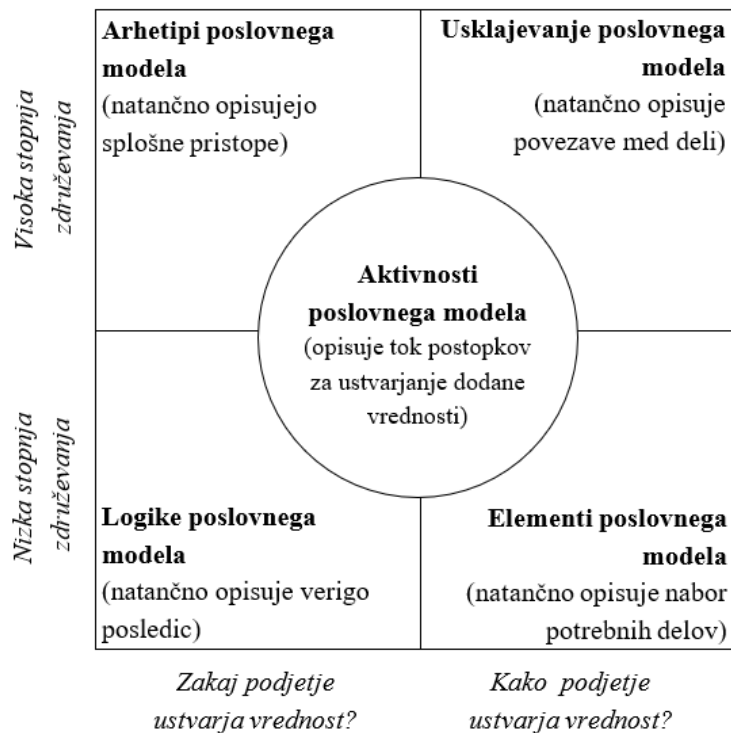 Arhetipi poslovnega
modela
(natančno opisujejo
splošne pristope)
Usklajevanje poslovnega
modela
(natančno opisuje
povezave med deli)
Visoka stopnja
združevanja
Aktivnosti
poslovnega modela
(opisuje tok postopkov
za ustvarjanje dodane
vrednosti)
Nizka stopnja
združevanja
Logike poslovnega
modela
(natančno opisuje verigo
posledic)
Elementi poslovnega
modela
(natančno opisuje nabor
potrebnih delov)
Zakaj podjetje
ustvarja vrednost?
Kako podjetje
ustvarja vrednost?